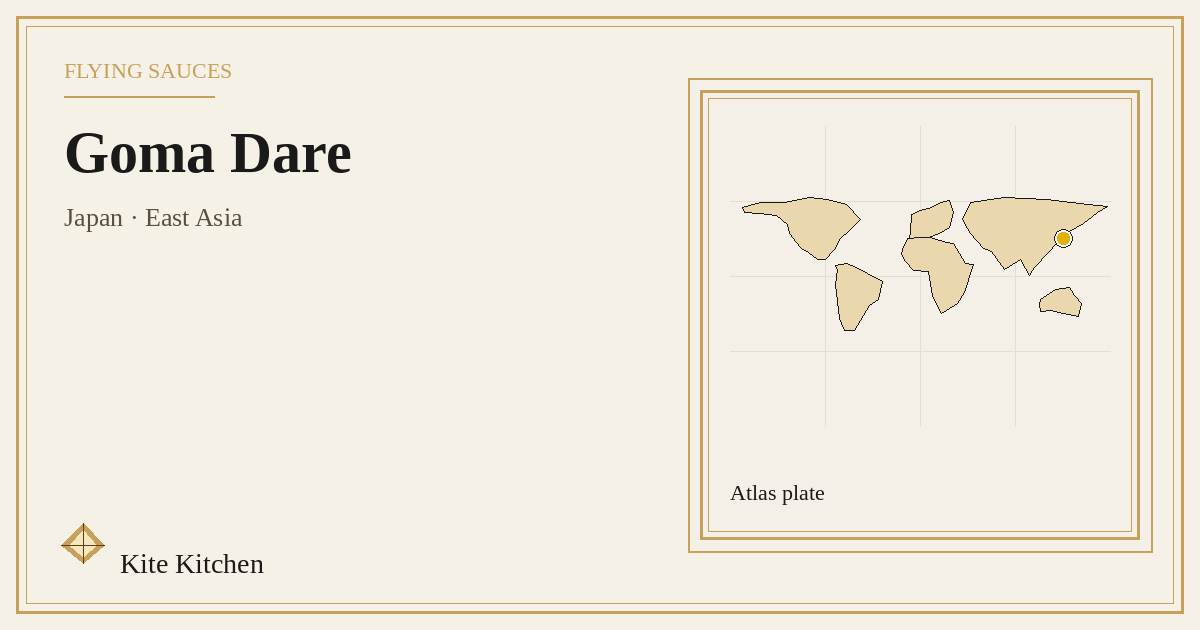 FLYING SAUCES
Goma Dare
Japan · East Asia
Atlas plate
Kite Kitchen